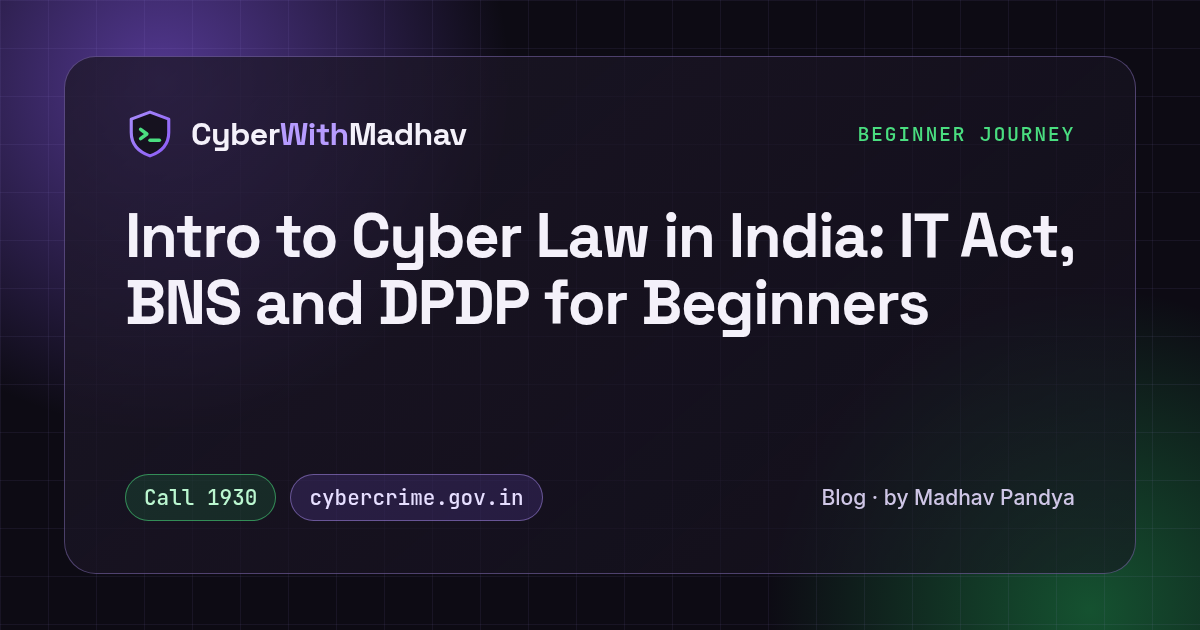 CyberWithMadhav
BEGINNER JOURNEY
Intro to Cyber Law in India: IT Act,
BNS and DPDP for Beginners
Call 1930
cybercrime.gov.in
Blog · by Madhav Pandya